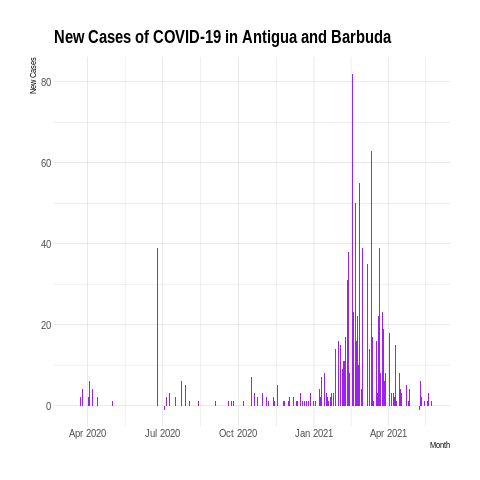 New Cases of COVID-19 in Antigua and Barbuda
New Cases
80
60
40
20
0
Apr 2020 Jul 2020 Oct 2020 Jan 2021 Apr 2021
Month